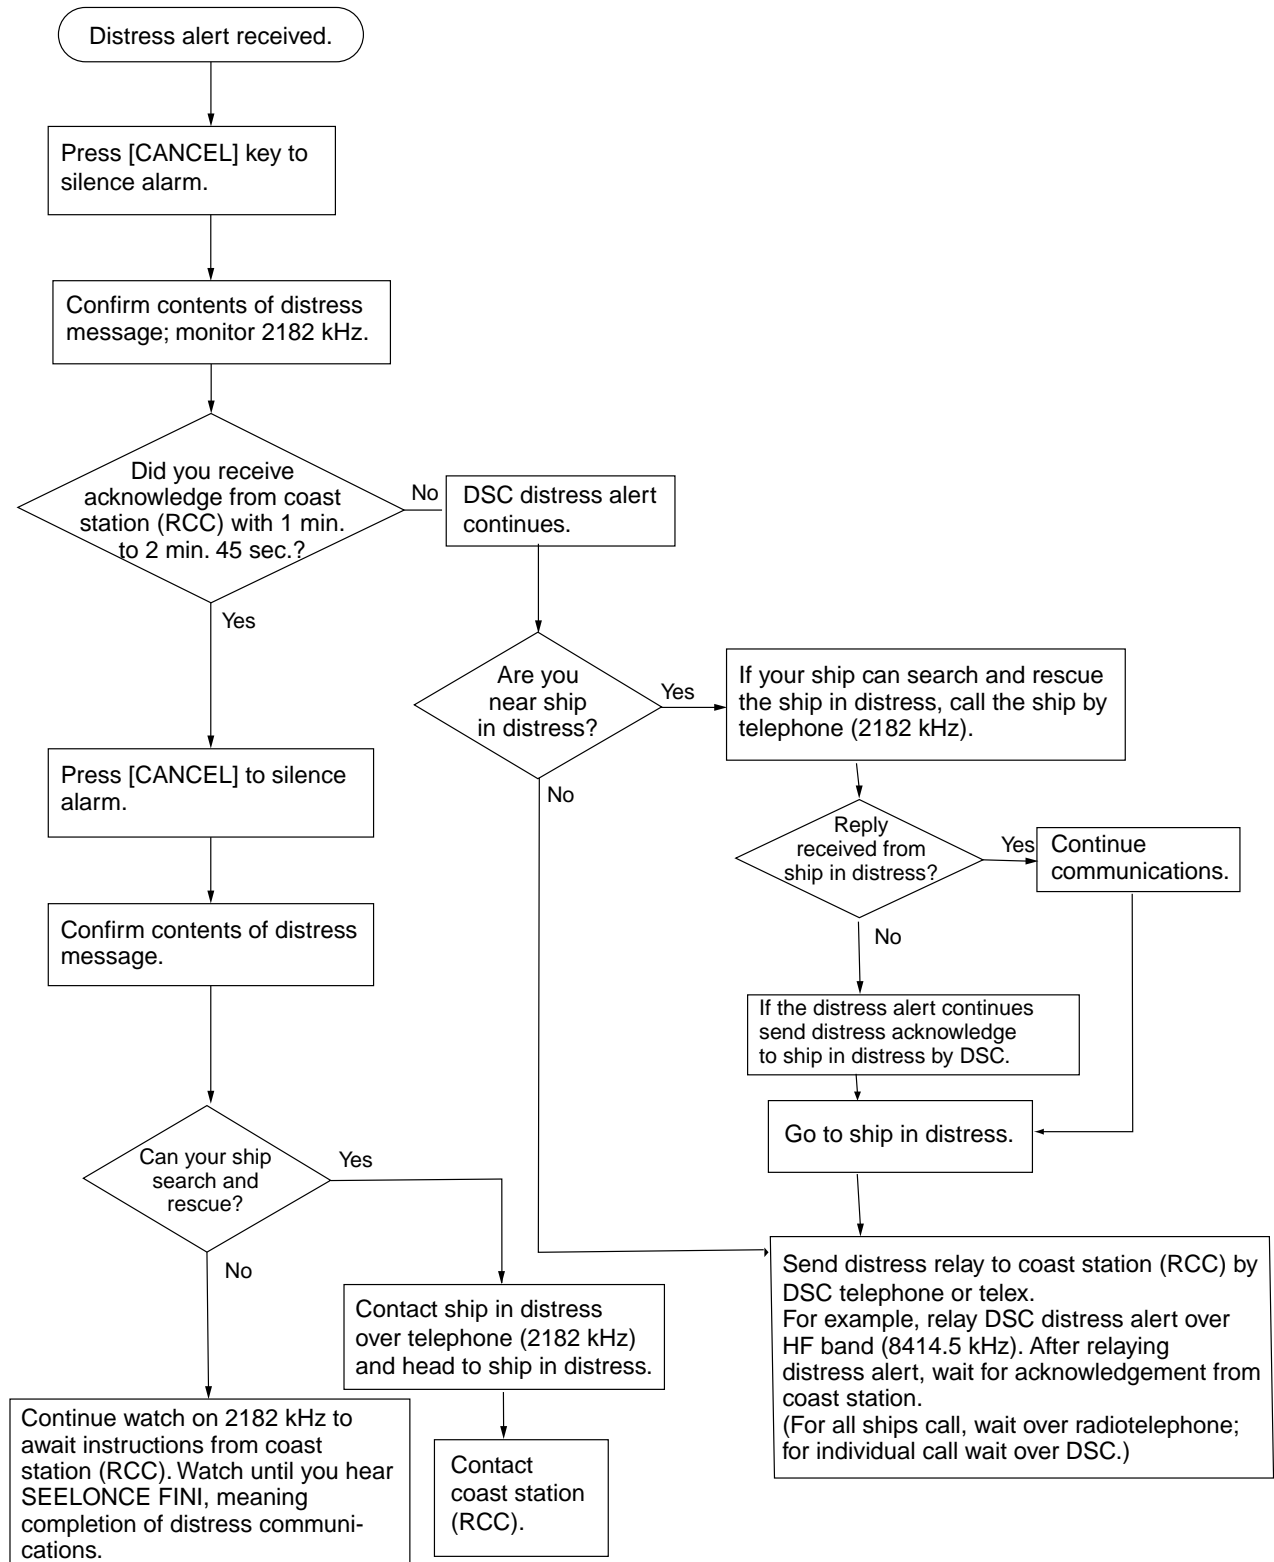 Distress alert received.
Press [CANCEL] key to
silence alarm.
Confirm contents of distress
message; monitor 2182 kHz.
Did you receive
acknowledge from coast
station (RCC) with 1 min.
to 2 min. 45 sec.?
No
DSC distress alert
continues.
Yes
Are you
near ship
in distress?
Yes
If your ship can search and rescue
the ship in distress, call the ship by
telephone (2182 kHz).
No
Press [CANCEL] to silence
alarm.
Reply
received from
ship in distress?
Yes
Continue
communications.
No
Confirm contents of distress
message.
If the distress alert continues
send distress acknowledge
to ship in distress by DSC.
Go to ship in distress.
Can your ship
search and
rescue?
Yes
No
Send distress relay to coast station (RCC) by
DSC telephone or telex.
For example, relay DSC distress alert over
HF band (8414.5 kHz). After relaying
distress alert, wait for acknowledgement from
coast station.
(For all ships call, wait over radiotelephone;
for individual call wait over DSC.)
Contact ship in distress
over telephone (2182 kHz)
and head to ship in distress.
Continue watch on 2182 kHz to
await instructions from coast
station (RCC). Watch until you hear
SEELONCE FINI, meaning
completion of distress communi-
cations.
Contact
coast station
(RCC).